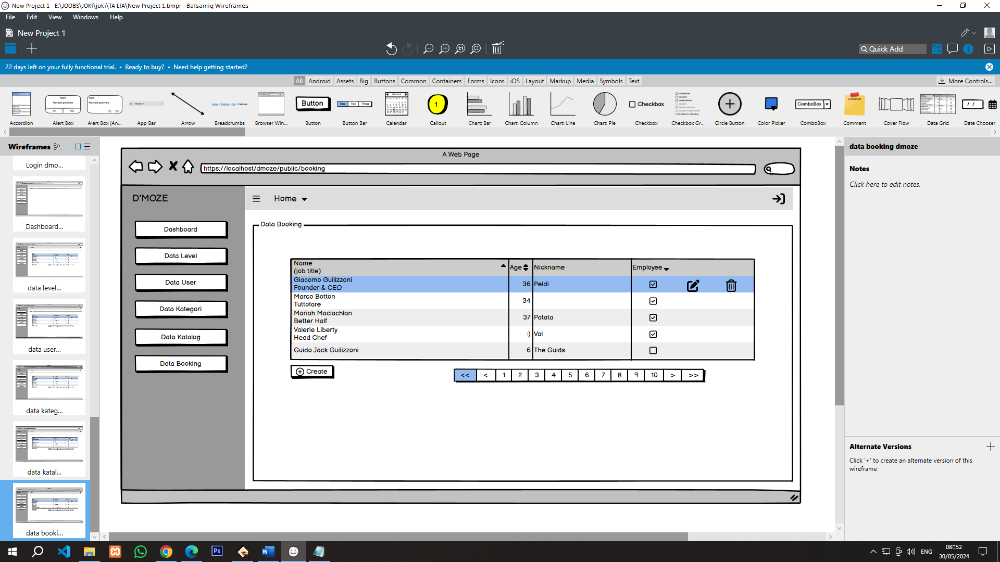 New Project 1 - E:\JOOBS\JOKI\joki\TA LIA\New Project 1.bmpr - Balsamiq Wireframes
File Edit View Windows Help
New Project 1
Quick Add
22 days left on your fully functional trial. • Ready to buy? • Need help getting started?
All Android Assets Big Buttons Common Containers Forms Icons iOS Layout Markup Media Symbols Text
More Controls...
Button
One Two Three
1
Checkbox
ComboBox
A comment
/ /
Accordion
Alert Box
Alert Box (An...
App Bar
Arrow
Breadcrumbs
Browser Win...
Button
Button Bar
Calendar
Callout
Chart: Bar
Chart: Column
Chart: Line
Chart: Pie
Checkbox
Checkbox Gr...
Circle Button
Color Picker
ComboBox
Comment
Cover Flow
Data Grid
Date Chooser
Wireframes
Login dmo...
Dashboard...
data level...
data user...
data kateg...
data katal...
data booki...
A Web Page
https://localhost/dmoze/public/booking
D'MOZE
Home
Dashboard
Data Level
Data User
Data Kategori
Data Katalog
Data Booking
Data Booking
Name
(job title)
Age
Nickname
Employee
Giacomo Guilizzoni
Founder & CEO
36 Peldi
Marco Botton
Tuttofare
34
Mariah Maclachlan
Better Half
37 Patata
Valerie Liberty
Head Chef
:) Val
Guido Jack Guilizzoni
6 The Guids
Create
<< < 1 2 3 4 5 6 7 8 9 10 > >>
data booking dmoze
Notes
Click here to edit notes.
Alternate Versions
Click '+' to create an alternate version of this
wireframe
Ps
ENG
08:52
30/05/2024